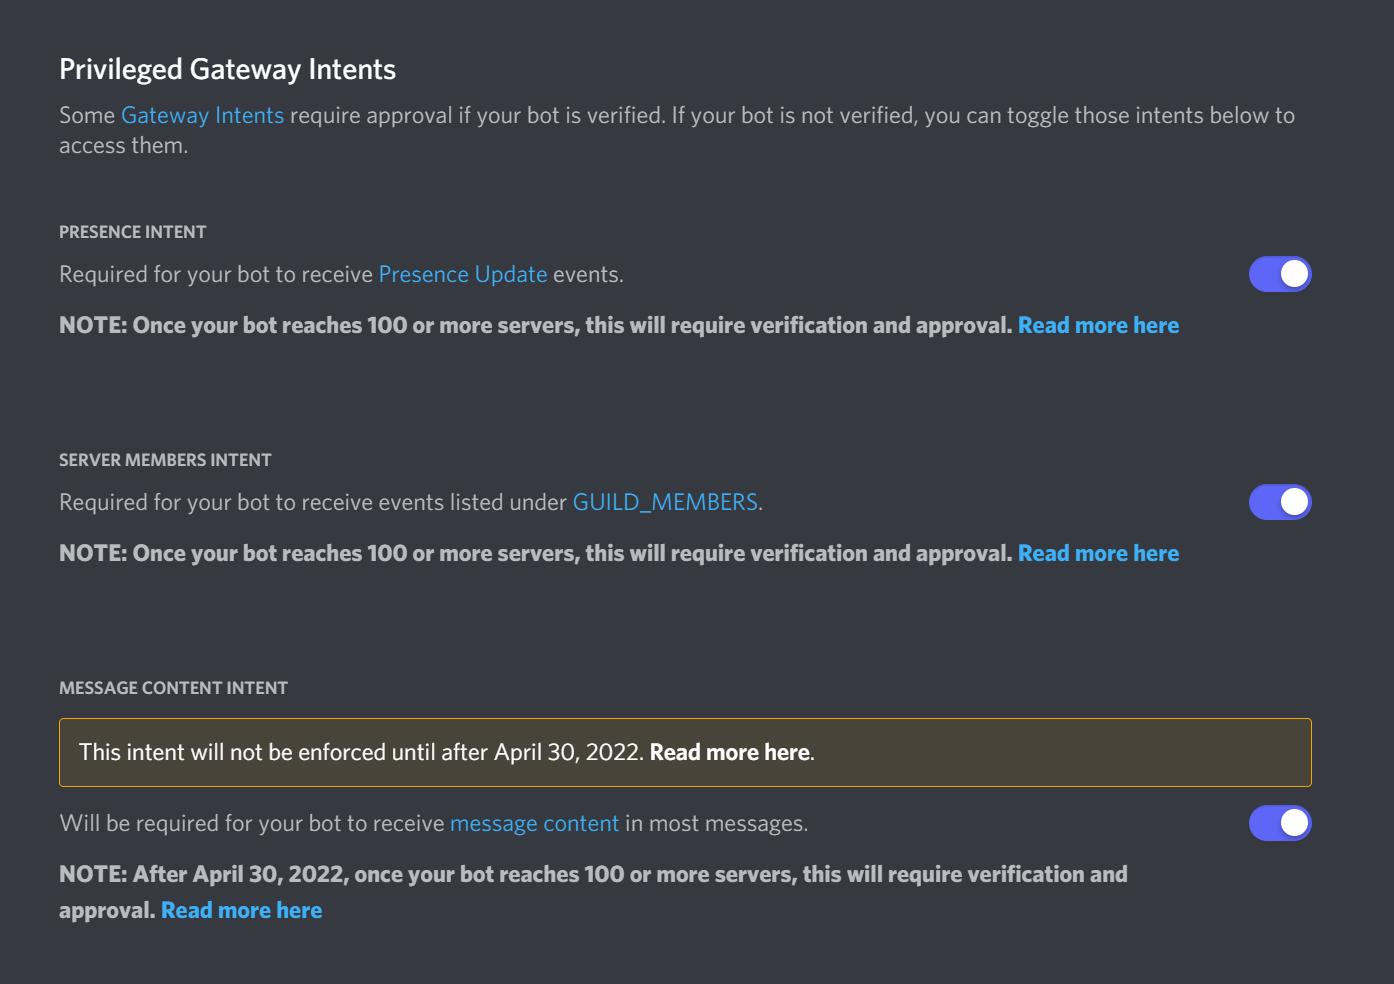 Privileged Gateway Intents
Some Gateway Intents require approval if your bot is verified. If your bot is not verified, you can toggle those intents below to
access them.
PRESENCE INTENT
Required for your bot to receive Presence Update events.
NOTE: Once your bot reaches 100 or more servers, this will require verification and approval. Read more here
SERVER MEMBERS INTENT
Required for your bot to receive events listed under GUILD_MEMBERS.
NOTE: Once your bot reaches 100 or more servers, this will require verification and approval. Read more here
MESSAGE CONTENT INTENT
This intent will not be enforced until after April 30, 2022. Read more here.
Will be required for your bot to receive message content in most messages.
NOTE: After April 30, 2022, once your bot reaches 100 or more servers, this will require verification and
approval. Read more here